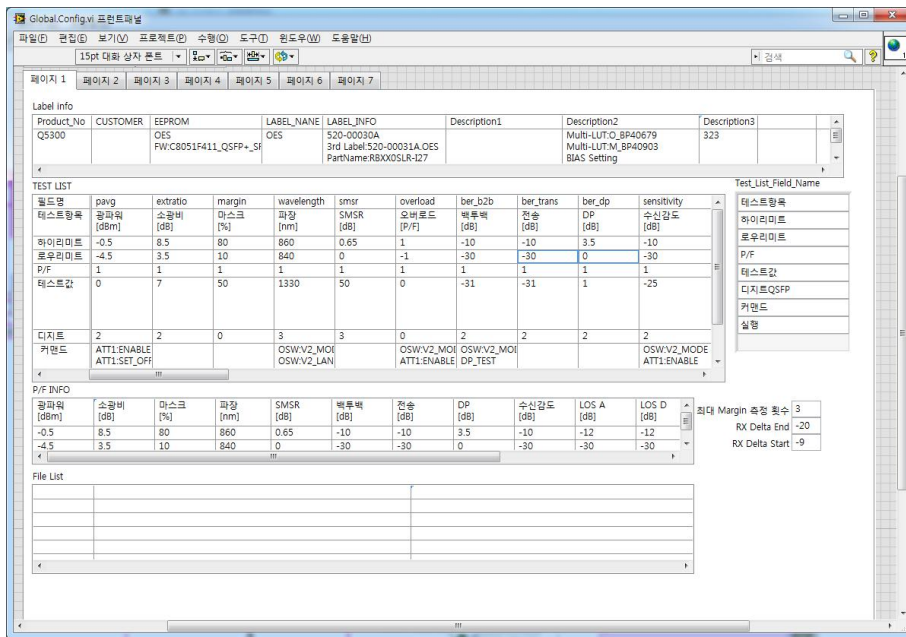 Global.Config.vi 프런트패널
파일(F) 편집(E) 보기(V) 프로젝트(P) 수행(O) 도구(T) 윈도우(W) 도움말(H)
15pt 대화 상자 폰트
검색
페이지 1 페이지 2 페이지 3 페이지 4 페이지 5 페이지 6 페이지 7
Label info
Product_No CUSTOMER EEPROM LABEL_NANE LABEL_INFO Description1 Description2 Description3
Q5300 OES OES 520-00030A Multi-LUT:O_BP40679 323
FW:C8051F411_QSFP+_SF 3rd Label:520-00031A.OES Multi-LUT:M_BP40903
PartName:RBXX0SLR-I27 BIAS Setting
TEST LIST
Test_List_Field_Name
필드명 pavg extratio margin wavelength smsr overload ber_b2b ber_trans ber_dp sensitivity
테스트항목 광파워 소광비 마스크 파장 SMSR 오버로드 백투백 전송 DP 수신감도
[dBm] [dB] [%] [nm] [dB] [P/F] [dB] [dB] [dB] [dB]
하이리미트 -0.5 8.5 80 860 0.65 1 -10 -10 3.5 -10
로우리미트 -4.5 3.5 10 840 0 -1 -30 -30 0 -30
P/F 1 1 1 1 1 1 1 1 1 1
테스트값 0 7 50 1330 50 0 -31 -31 1 -25
디지트 2 2 0 3 3 0 2 2 2 2
커맨드 ATT1:ENABLE OSW:V2_MOI OSW:V2_MOI OSW:V2_MOI OSW:V2_MODE
ATT1:SET_OFF OSW:V2_LAN ATT1:ENABLE DP_TEST ATT1:ENABLE
테스트항목
하이리미트
로우리미트
P/F
테스트값
디지트QSFP
커맨드
실행
P/F INFO
광파워 소광비 마스크 파장 SMSR 백투백 전송 DP 수신감도 LOS A LOS D
[dBm] [dB] [%] [nm] [dB] [dB] [dB] [dB] [dB] [dB] [dB]
-0.5 8.5 80 860 0.65 -10 -10 3.5 -10 -12 -12
-4.5 3.5 10 840 0 -30 -30 0 -30 -30 -30
최대 Margin 측정 횟수 3
RX Delta End -20
RX Delta Start -9
File List